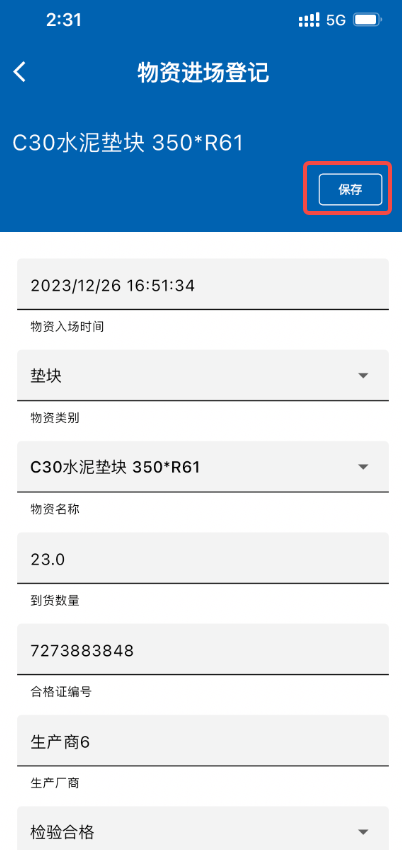 2:31
5G
物资进场登记
C30水泥垫块 350*R61
保存
2023/12/26 16:51:34
物资入场时间
垫块
物资类别
C30水泥垫块 350*R61
物资名称
23.0
到货数量
7273883848
合格证编号
生产商6
生产厂商
检验合格